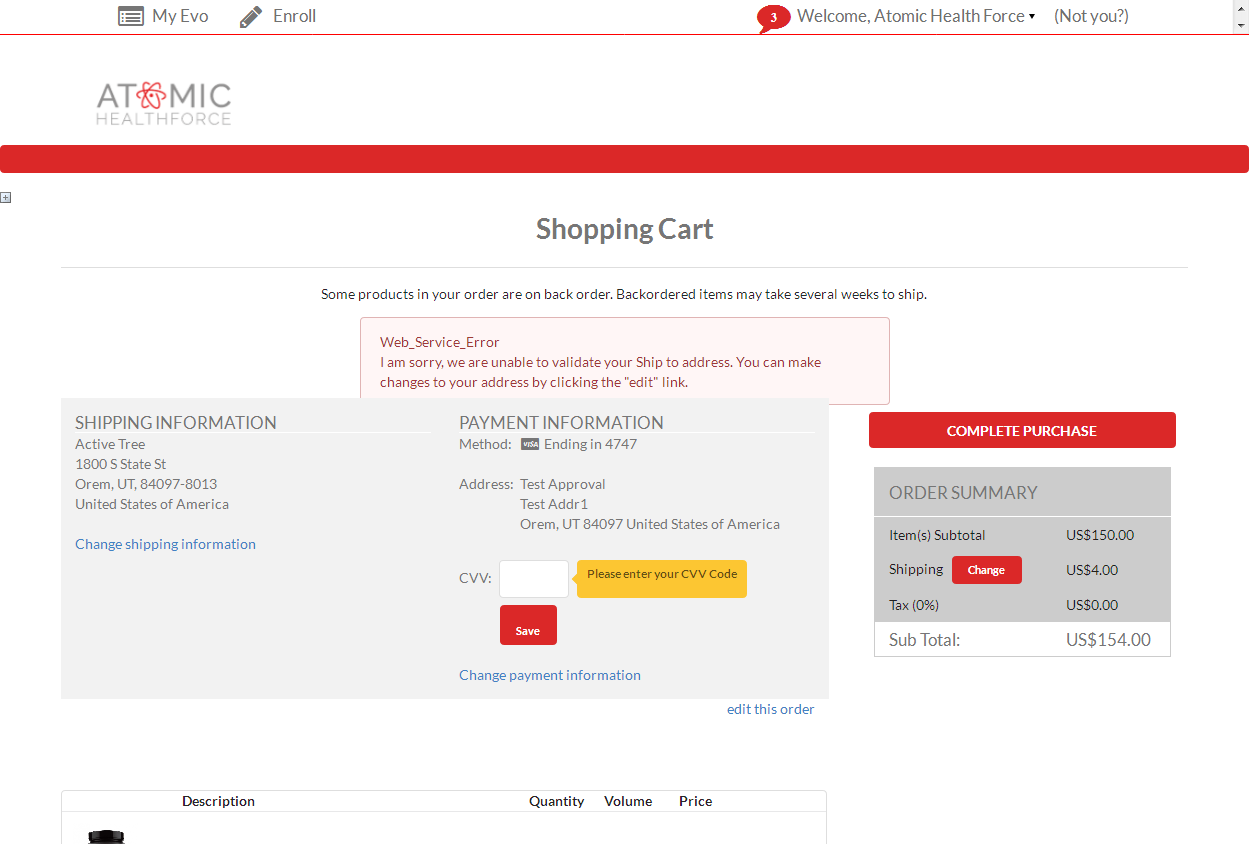 My Evo
Enroll
3
Welcome, Atomic Health Force
(Not you?)
ATOMIC
HEALTHFORCE
Shopping Cart
Some products in your order are on back order. Backordered items may take several weeks to ship.
Web_Service_Error
I am sorry, we are unable to validate your Ship to address. You can make
changes to your address by clicking the "edit" link.
SHIPPING INFORMATION
Active Tree
1800 S State St
Orem, UT, 84097-8013
United States of America
Change shipping information
PAYMENT INFORMATION
Method: VISA Ending in 4747
Address: Test Approval
Test Addr1
Orem, UT 84097 United States of America
CVV:
Please enter your CVV Code
Save
Change payment information
edit this order
COMPLETE PURCHASE
ORDER SUMMARY
Item(s) Subtotal US$150.00
Shipping Change US$4.00
Tax (0%) US$0.00
Sub Total: US$154.00
Description Quantity Volume Price